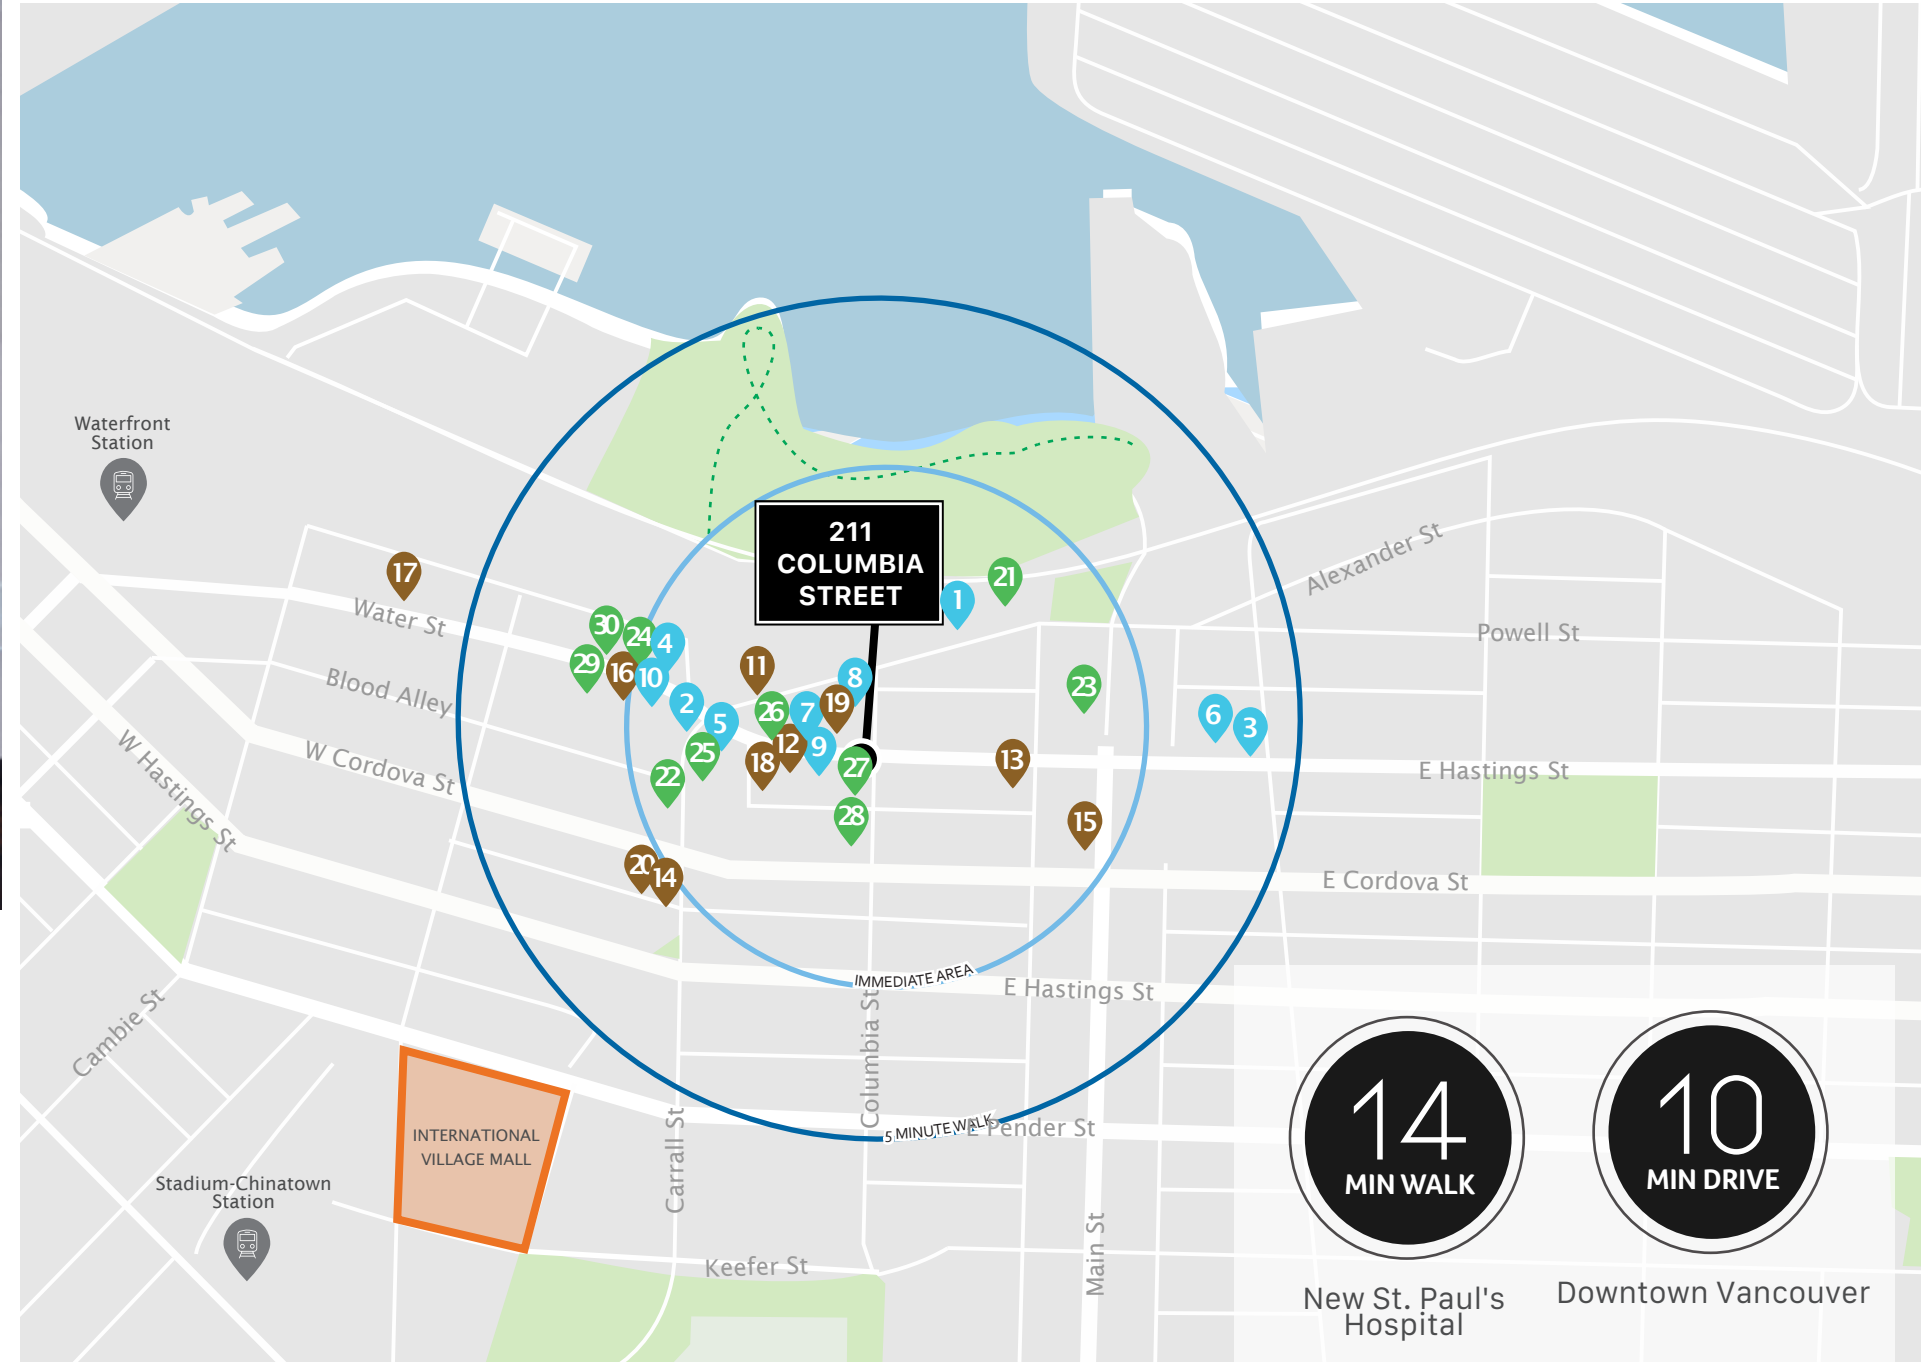 211
COLUMBIA
STREET
Waterfront
Station
17
Water St
Blood Alley
W Cordova St
W Hastings St
Cambie St
30
24
4
29
16
10
2
5
25
22
11
26
7
8
19
12
18
9
27
28
1
21
23
6
3
13
15
20
14
Alexander St
Powell St
E Hastings St
E Cordova St
IMMEDIATE AREA
E Hastings St
Columbia St
5 MINUTE WALK
E Pender St
Carrall St
Main St
Keefer St
INTERNATIONAL
VILLAGE MALL
Stadium-Chinatown
Station
14
MIN WALK
New St. Paul's
Hospital
10
MIN DRIVE
Downtown Vancouver